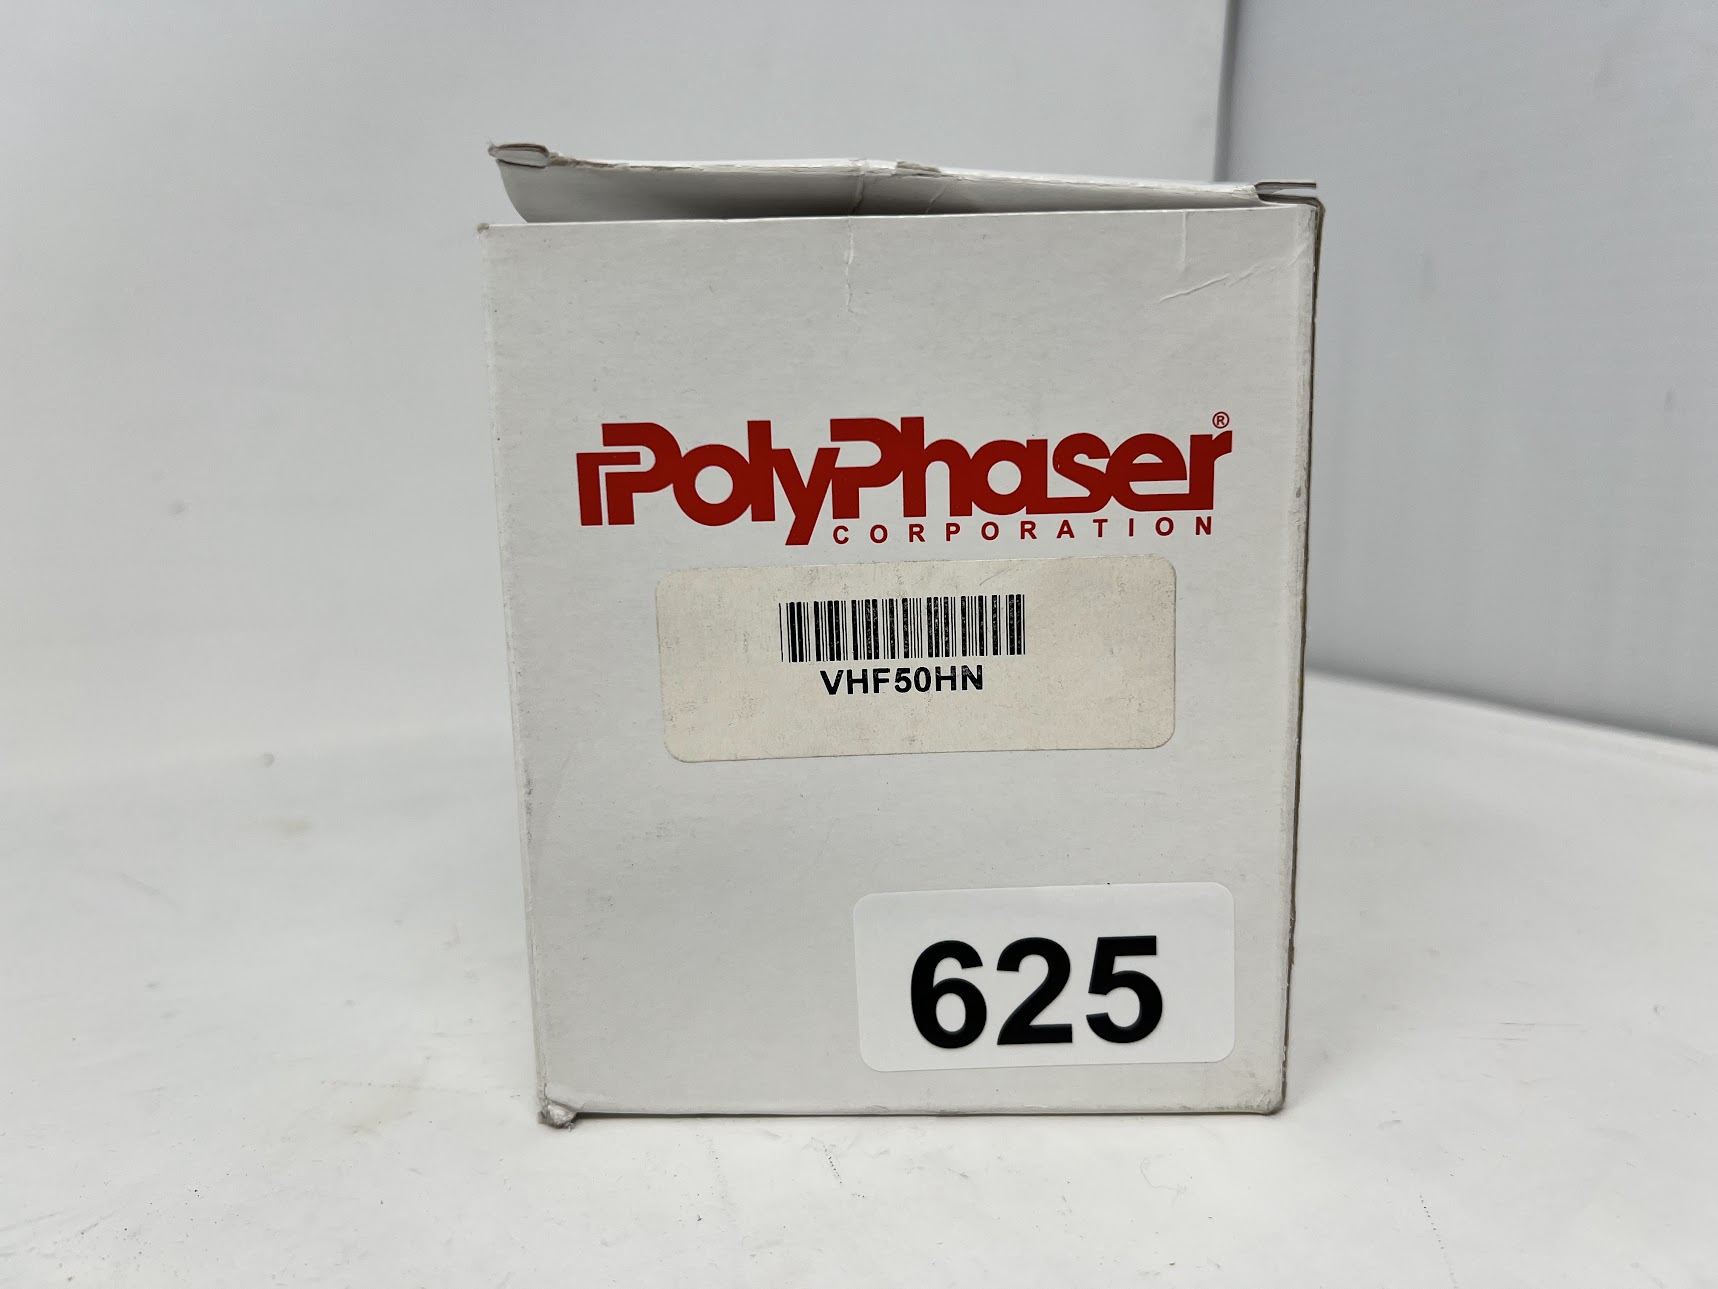 PolyPhaser®
CORPORATION
VHF50HN
625